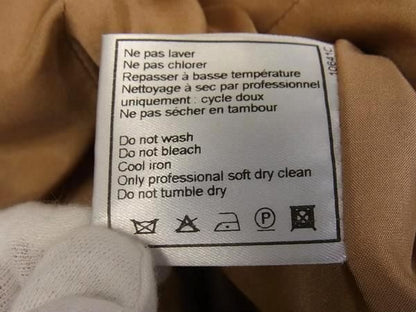 Ne pas laver
Ne pas chlorer
Repasser à basse température
Nettoyage à sec par professionnel
uniquement : cycle doux
Ne pas sécher en tambour
Do not wash
Do not bleach
Cool iron
Only professional soft dry clean
Do not tumble dry
P
10641C